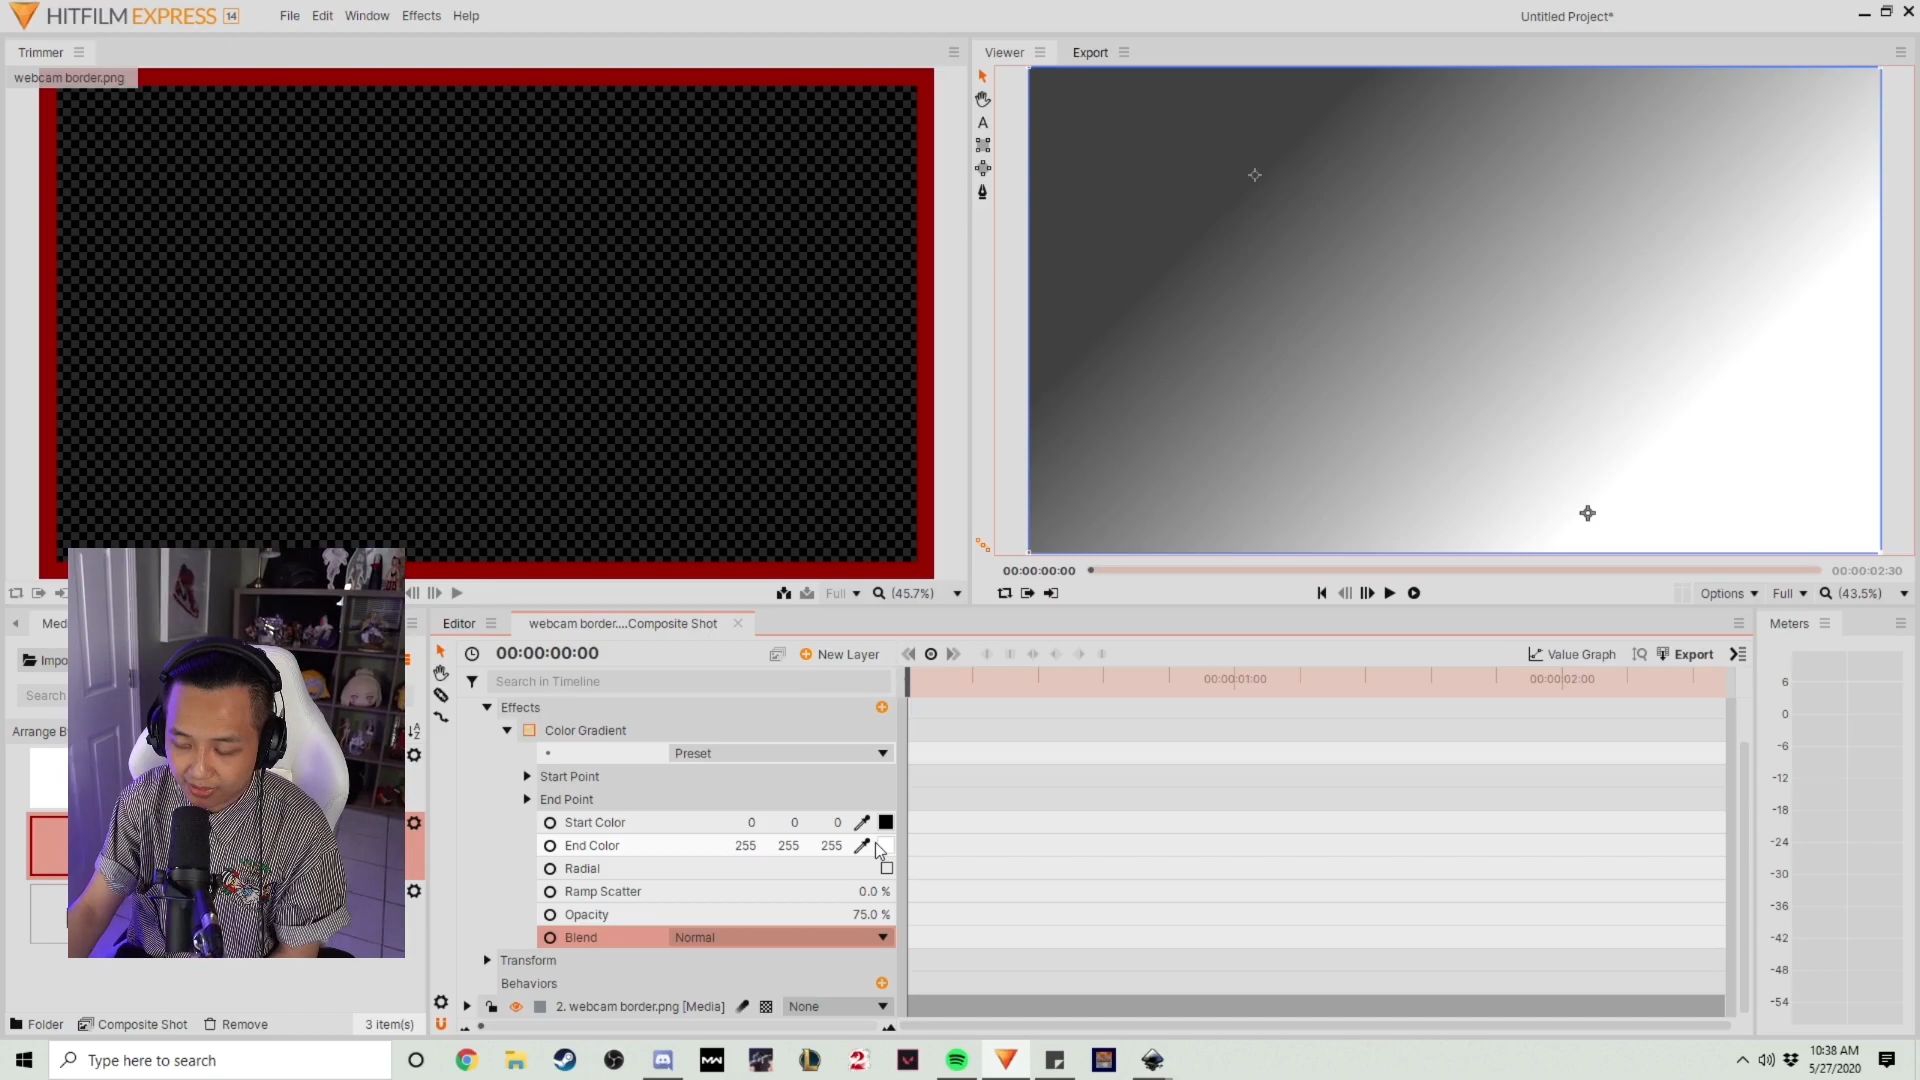 HITFILM EXPRESS 14
File Edit Window Effects Help
Untitled Project*
Trimmer
Viewer
Export
webcam border.png
A
00:00:00:00
00:00:02:30
Full
(45.7%)
Options
Full
(43.5%)
Med
Editor
webcam border....Composite Shot
Meters
Impo
00:00:00:00
New Layer
Value Graph
Export
Search in Timeline
00:00:01:00
00:00:02:00
Sear
Arrange B
Effects
Color Gradient
Preset
Start Point
End Point
Start Color 0 0 0
End Color 255 255 255
Radial
Ramp Scatter 0.0 %
Opacity 75.0 %
Blend Normal
Transform
Behaviors
2. webcam border.png [Media]
None
6
0
-6
-12
-18
-24
-30
-36
-42
-48
-54
Folder
Composite Shot
Remove
3 item(s)
Type here to search
10:38 AM
5/27/2020